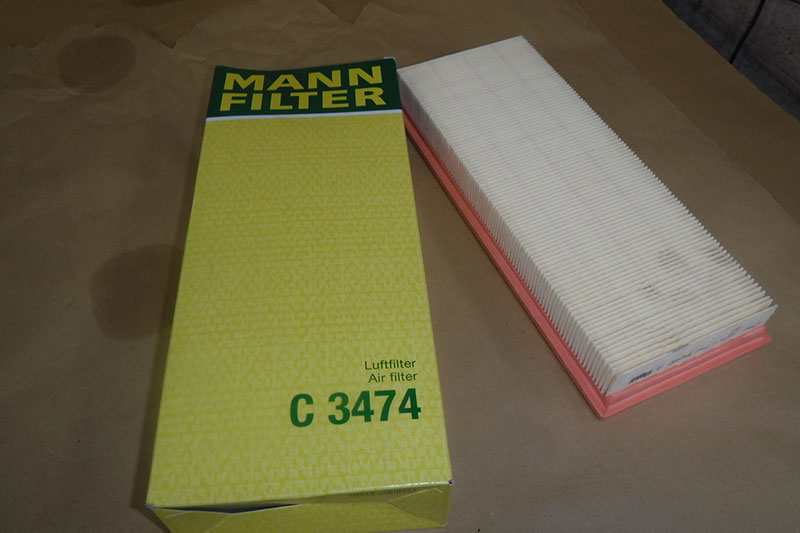 MANN
FILTER
Luftfilter
Air filter
C 3474